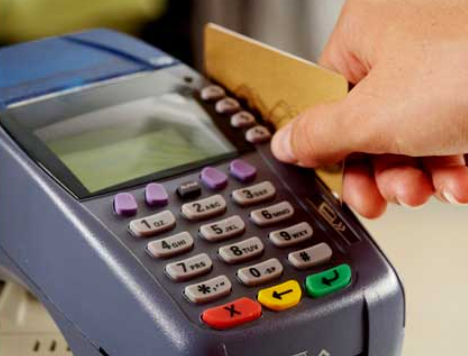 1 QZ. 2 ABC 3 DEF
4 GHI 5 JKL 6 MNO
7 PRS 8 TUV 9 WXY
*,'" 0 SP #
X ← ↵